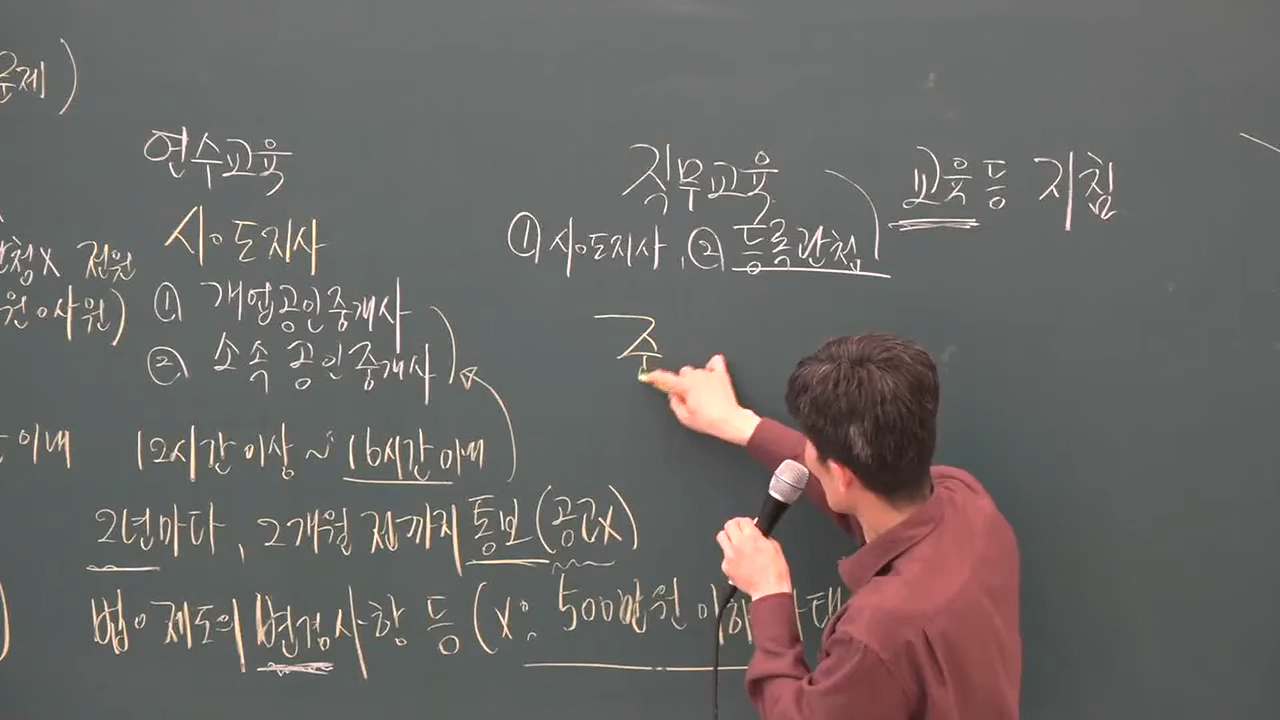 문제)
연수교육
직무교육
교육등 지침
시·도지사
①시·도지사, ②등록관청
관청X 전원
① 개업공인중개사
원·사원)
② 소속 공인중개사
중
이내
12시간이상 ~ 16시간이내
2년마다, 2개월 전까지 통보(공고X)
법·제도의 변경사항 등 (X: 500만원 이하